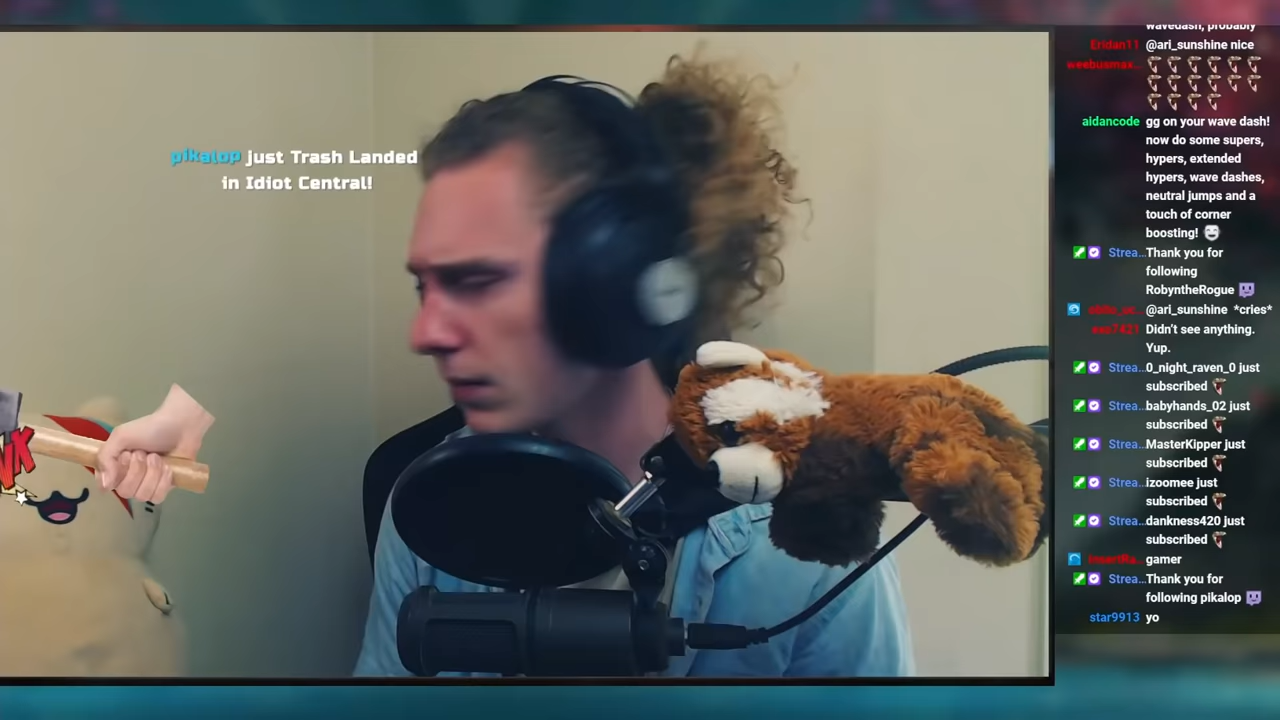 pikalop just Trash Landed
in Idiot Central!
NK
wavedash, probably
Eridan11 @ari_sunshine nice
weebusmax...
aidancode gg on your wave dash!
now do some supers,
hypers, extended
hypers, wave dashes,
neutral jumps and a
touch of corner
boosting!
Strea... Thank you for
following
RobyntheRogue
@ari_sunshine *cries*
Didn't see anything.
Yup.
Strea... 0_night_raven_0 just
subscribed
Strea... babyhands_02 just
subscribed
Strea... MasterKipper just
subscribed
Strea... izoomee just
subscribed
Strea... dankness420 just
subscribed
InsertRa... gamer
Strea... Thank you for
following pikalop
star9913 yo